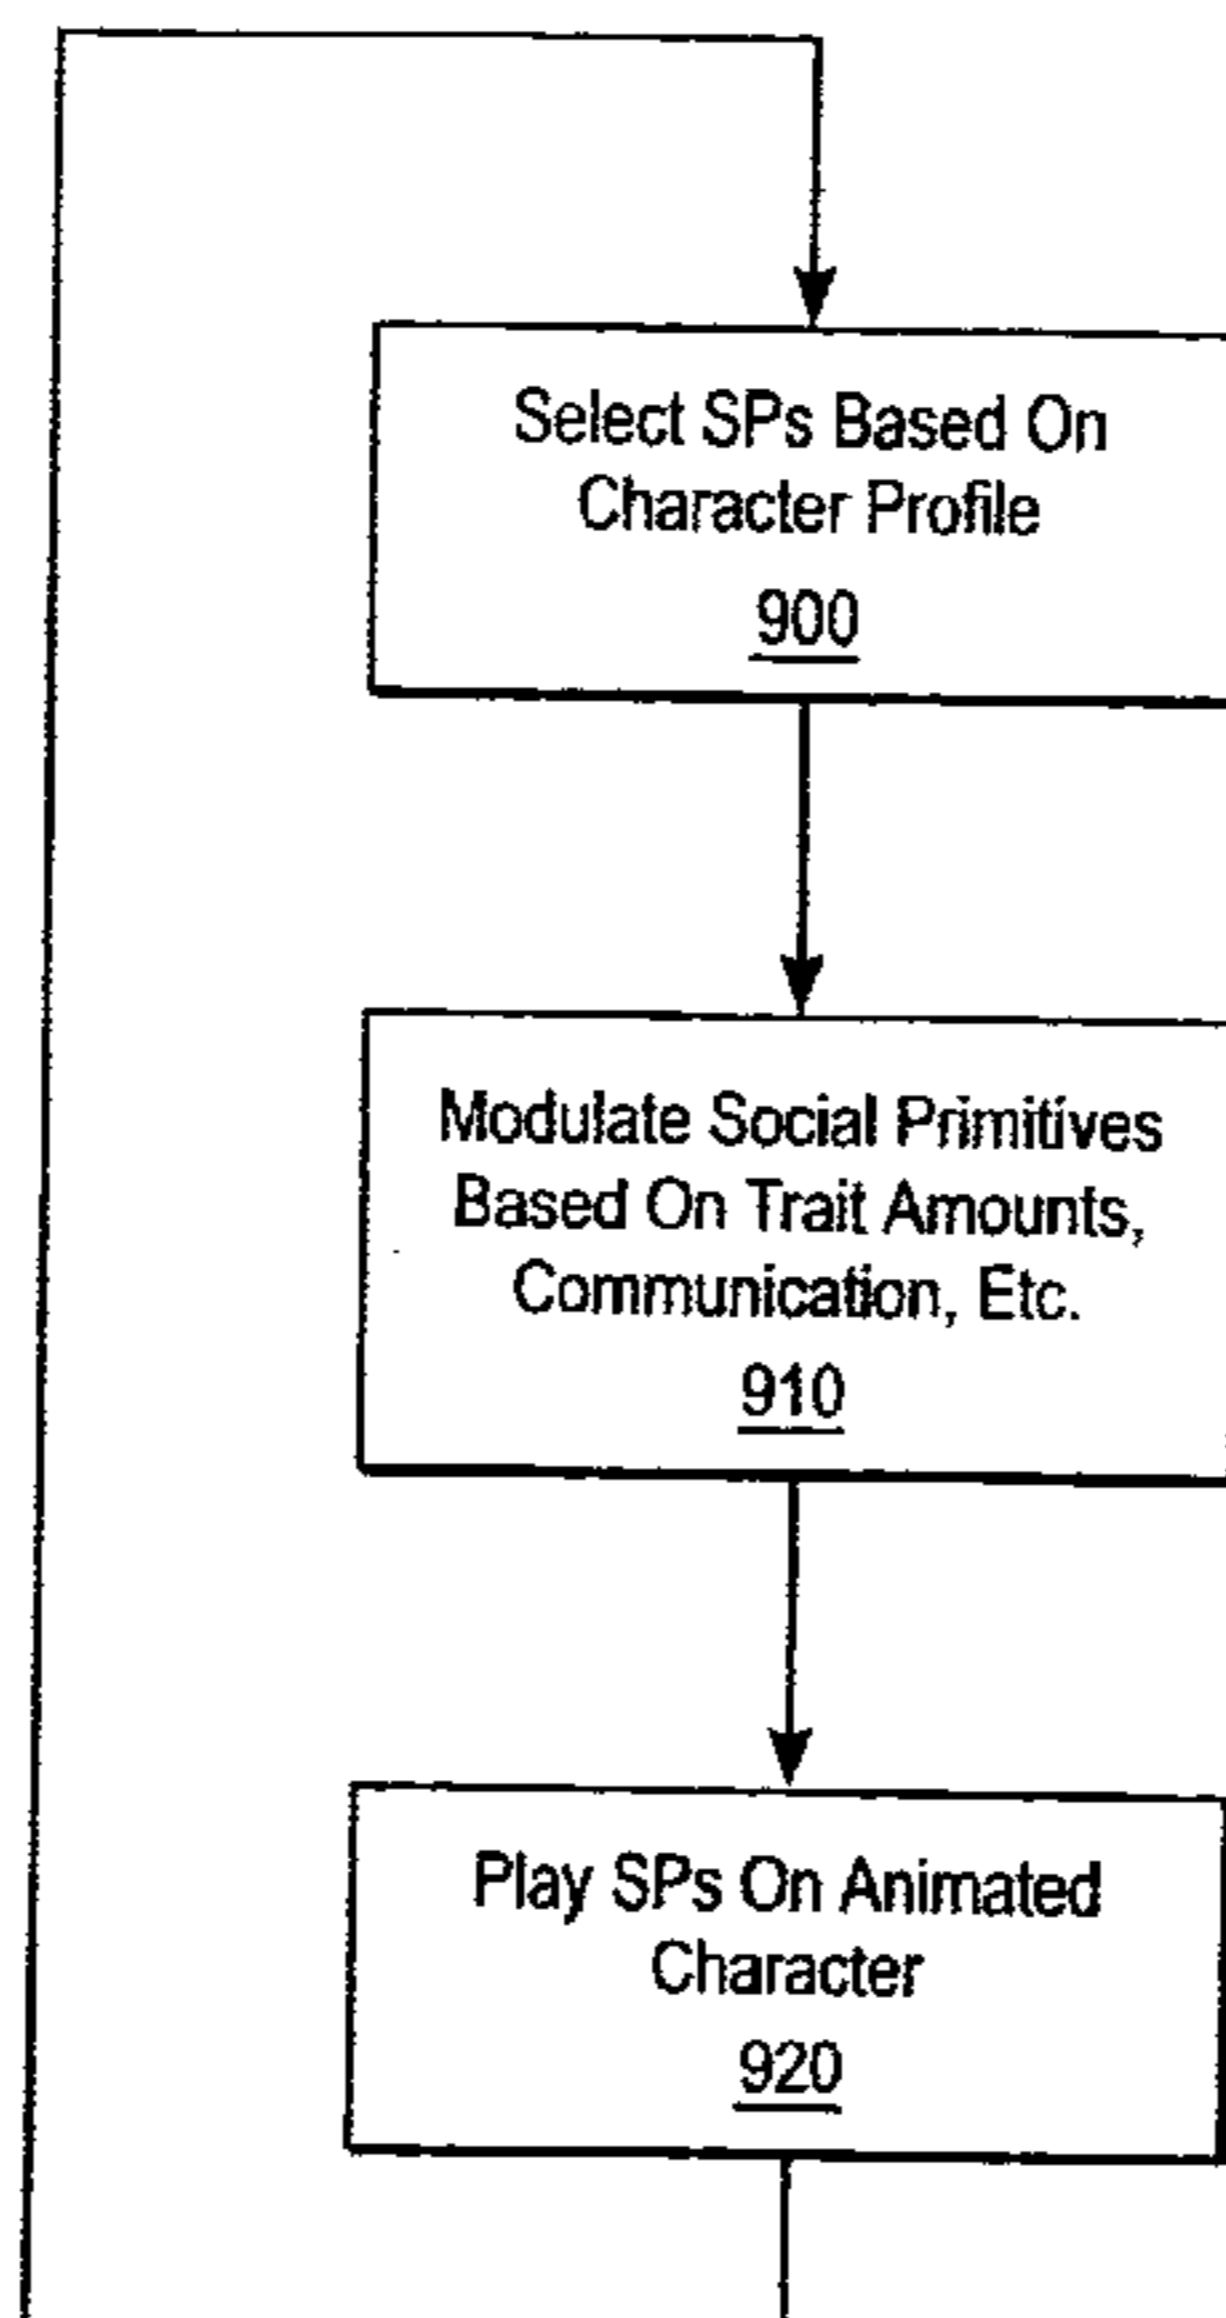 Select SPs Based On
Character Profile
900
Modulate Social Primitives
Based On Trait Amounts,
Communication, Etc.
910
Play SPs On Animated
Character
920